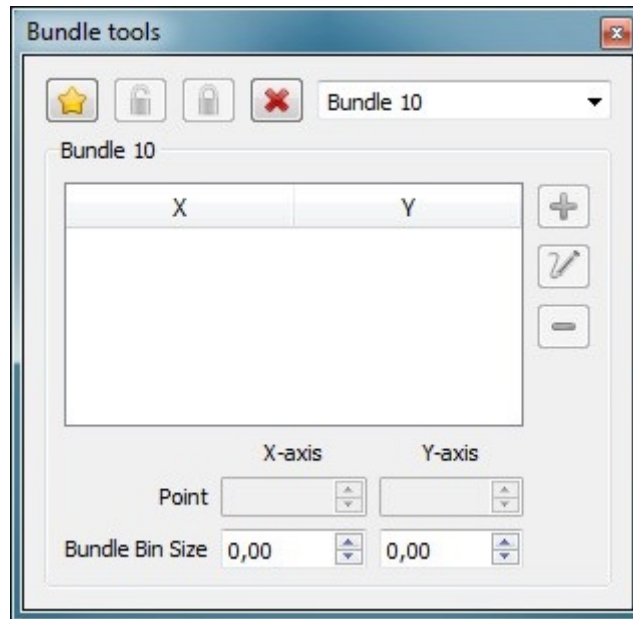 Bundle tools
Bundle 10
Bundle 10
X Y
X-axis Y-axis
Point
Bundle Bin Size 0,00 0,00